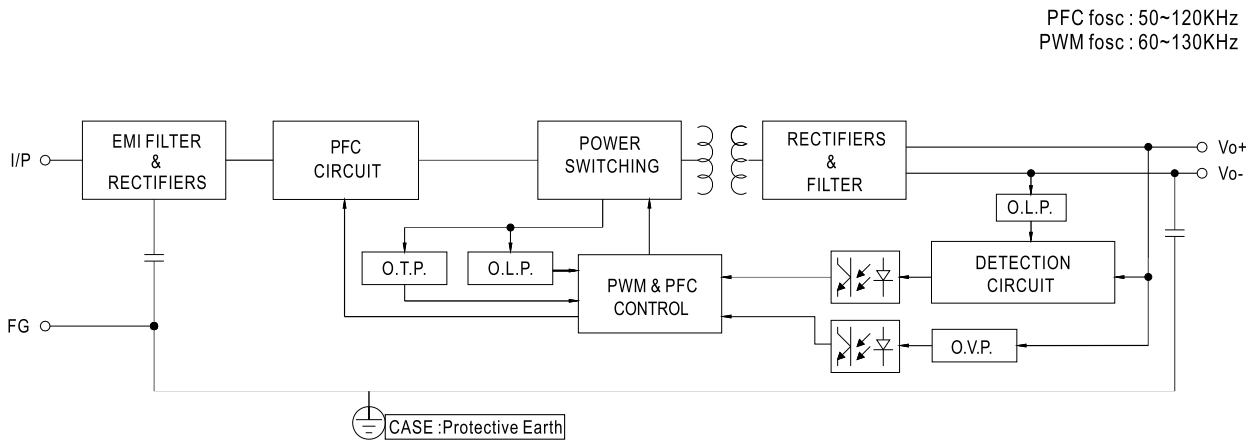 PFC fosc : 50~120KHz
PWM fosc : 60~130KHz
I/P
EMI FILTER
&
RECTIFIERS
PFC
CIRCUIT
POWER
SWITCHING
RECTIFIERS
&
FILTER
Vo+
Vo-
O.L.P.
O.T.P.
O.L.P.
PWM & PFC
CONTROL
DETECTION
CIRCUIT
FG
O.V.P.
CASE :Protective Earth